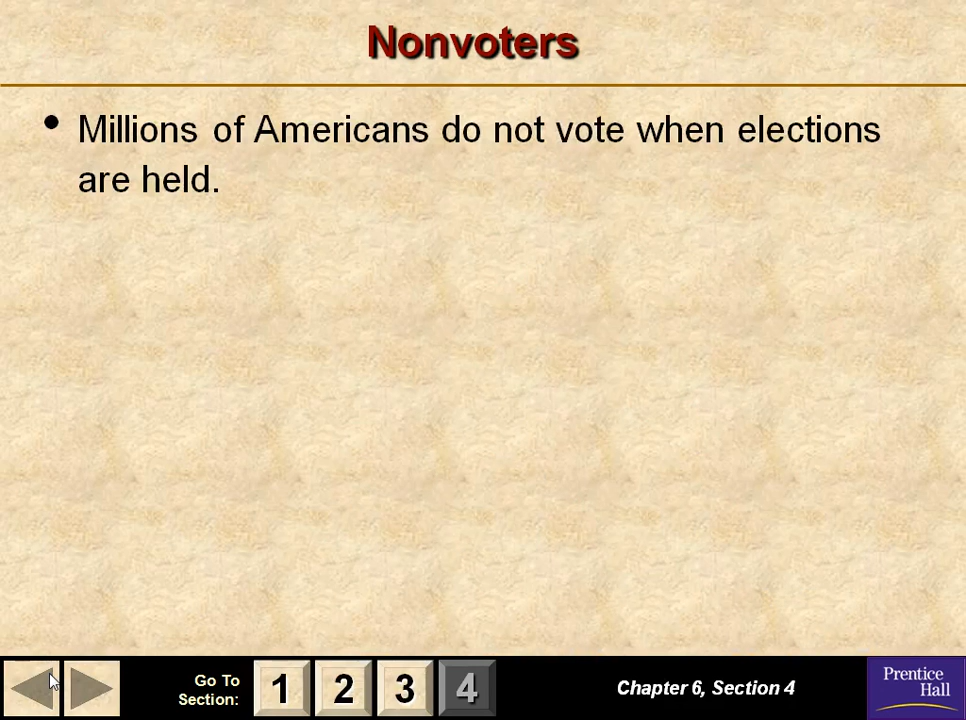 Nonvoters
• Millions of Americans do not vote when elections
are held.
Go To
Section:
1 2 3 4
Chapter 6, Section 4
Prentice
Hall